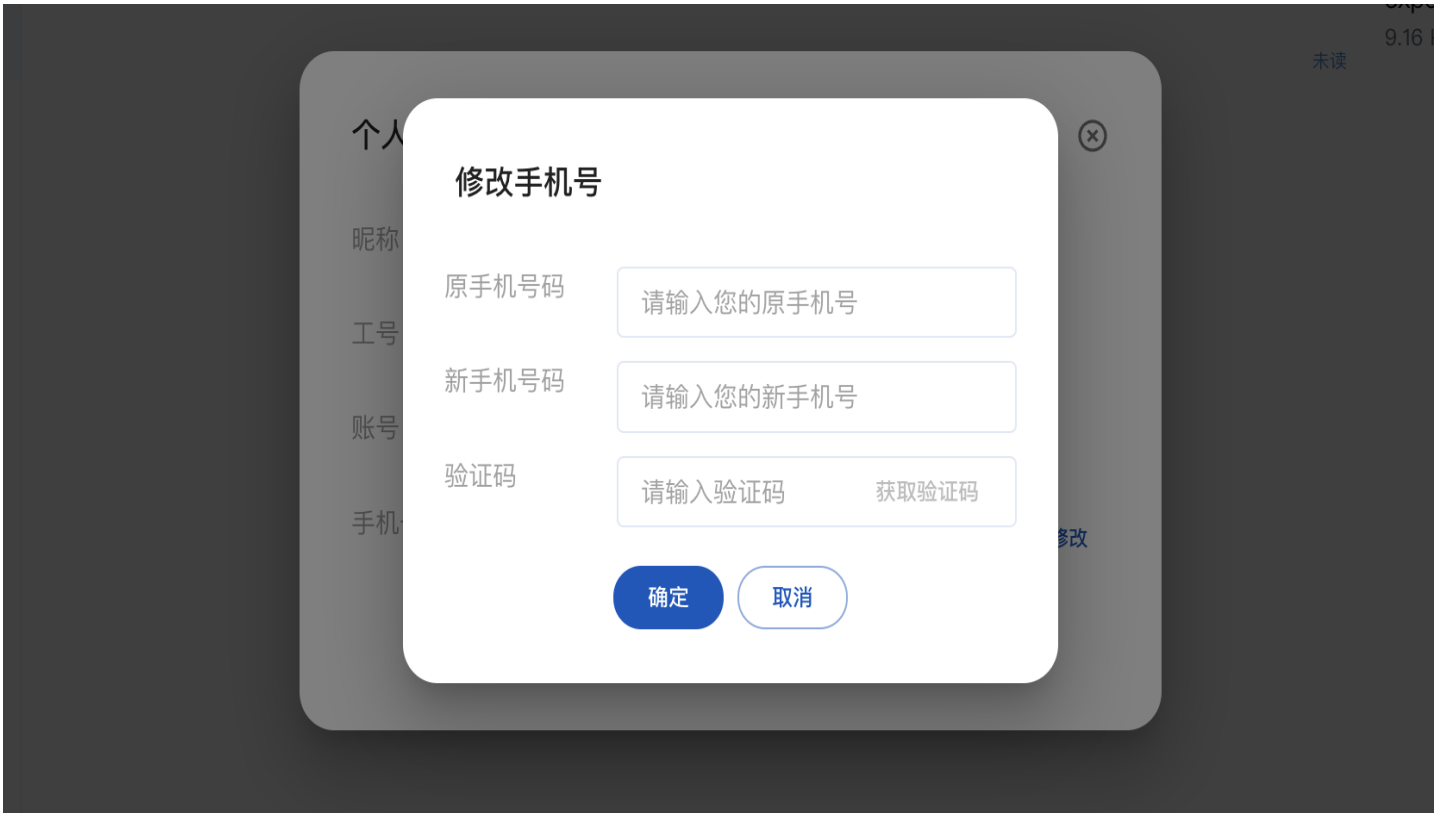 9.16
未读
个人
修改手机号
昵称
原手机号码
请输入您的原手机号
工号
新手机号码
请输入您的新手机号
账号
验证码
请输入验证码
获取验证码
手机
修改
确定
取消